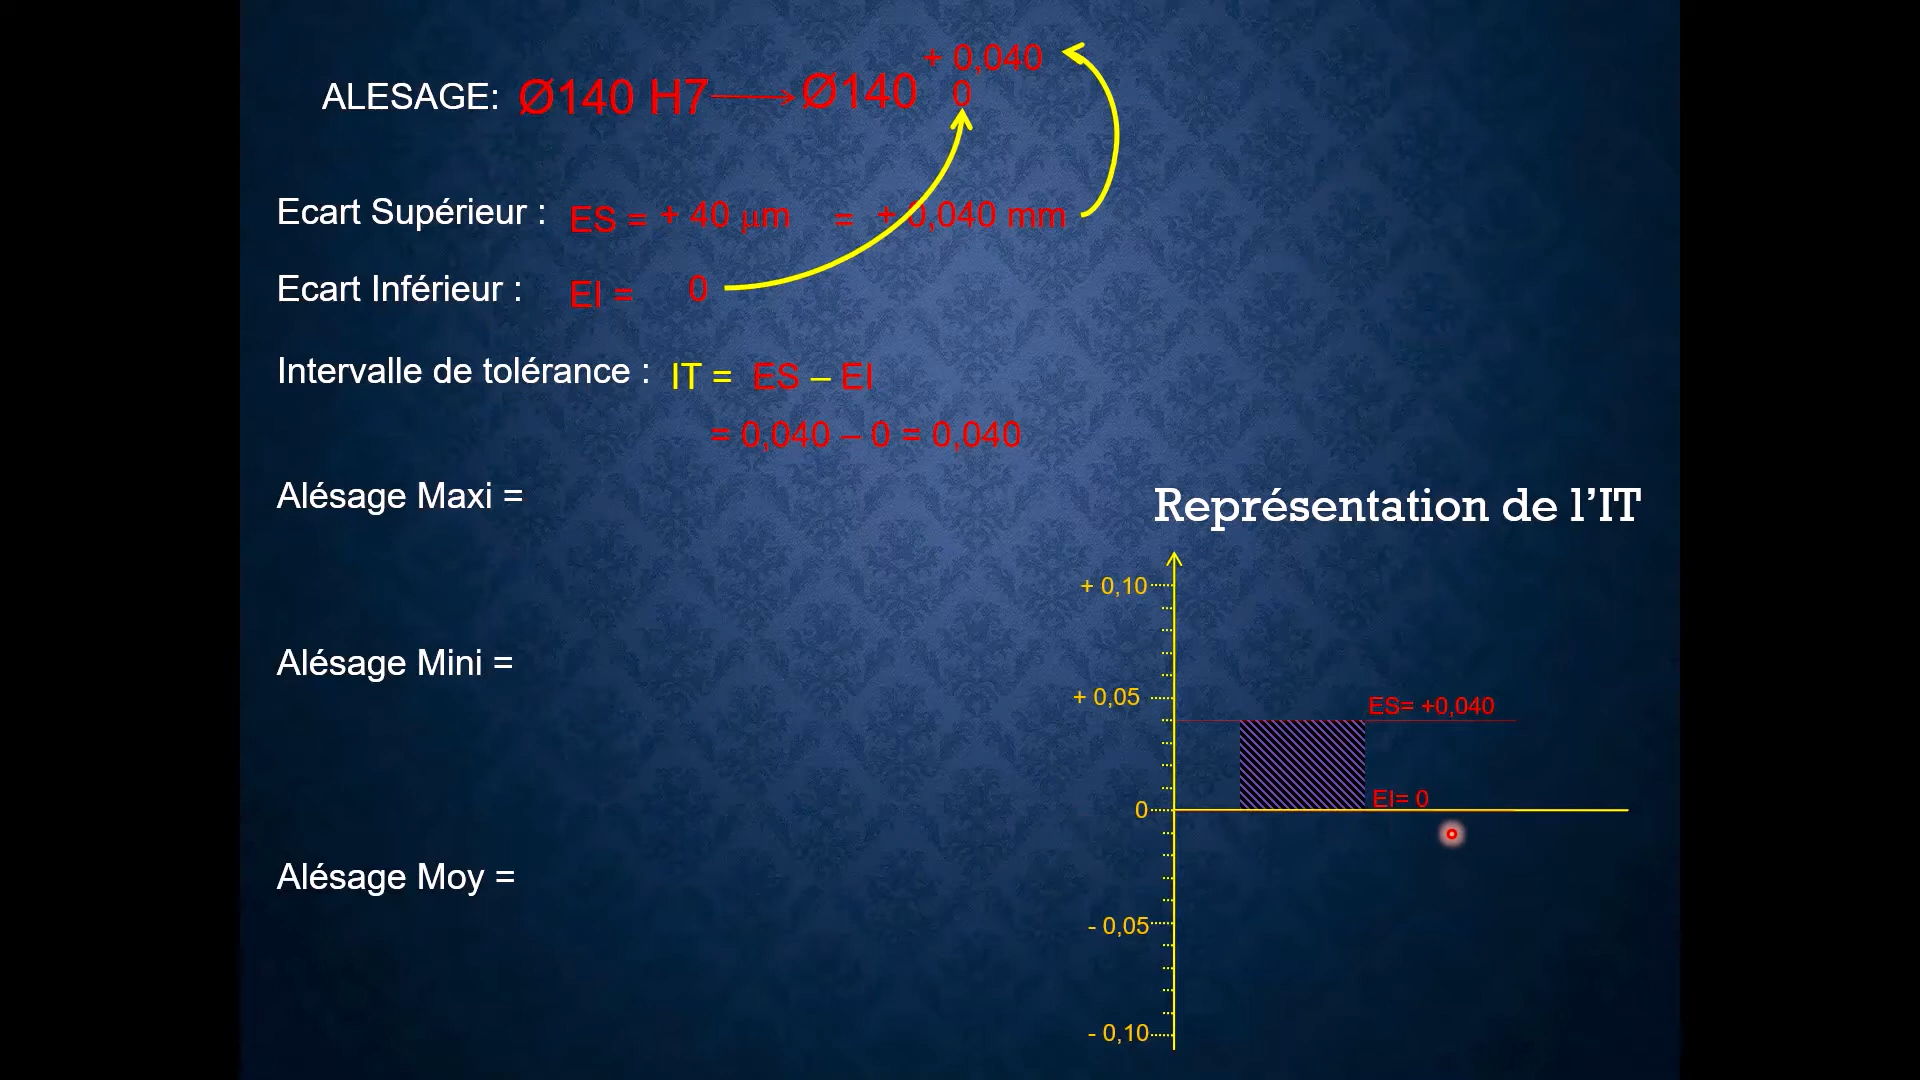 + 0,040
ALESAGE: Ø140 H7 Ø140 0
Ecart Supérieur : ES = + 40 µm = + 0,040 mm
Ecart Inférieur : EI = 0
Intervalle de tolérance : IT = ES – EI
= 0,040 – 0 = 0,040
Alésage Maxi =
Représentation de l’IT
+ 0,10
Alésage Mini =
+ 0,05
ES= +0,040
EI= 0
0
Alésage Moy =
- 0,05
- 0,10